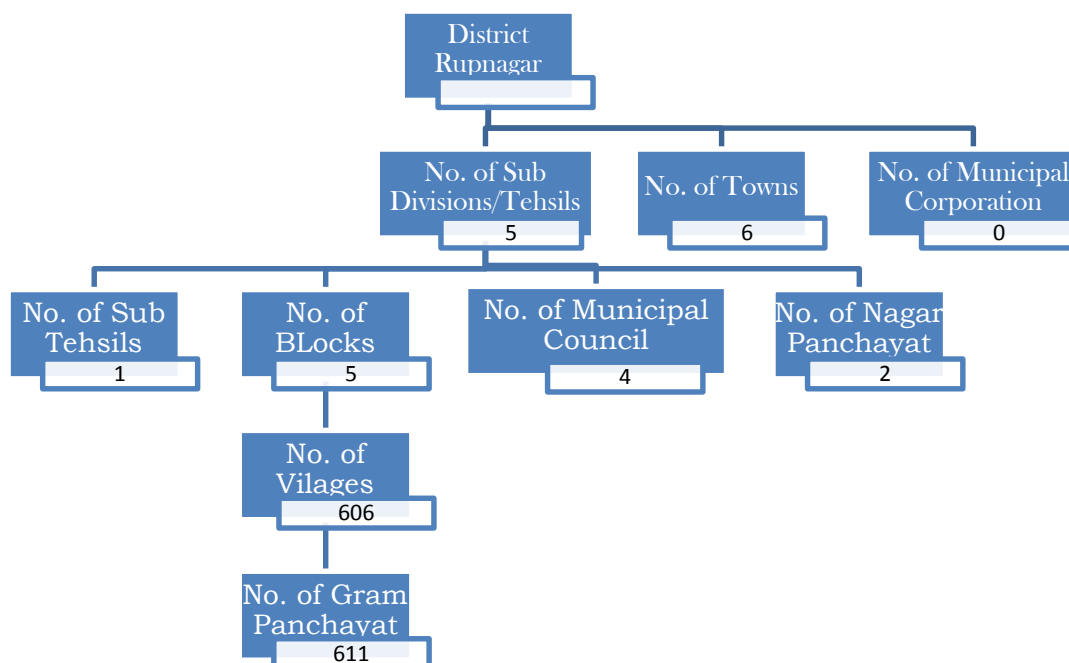 District
Rupnagar
No. of Sub
Divisions/Tehsils
5
No. of Towns
6
No. of Municipal
Corporation
0
No. of Sub
Tehsils
1
No. of
BLocks
5
No. of Municipal
Council
4
No. of Nagar
Panchayat
2
No. of
Vilages
606
No. of Gram
Panchayat
611